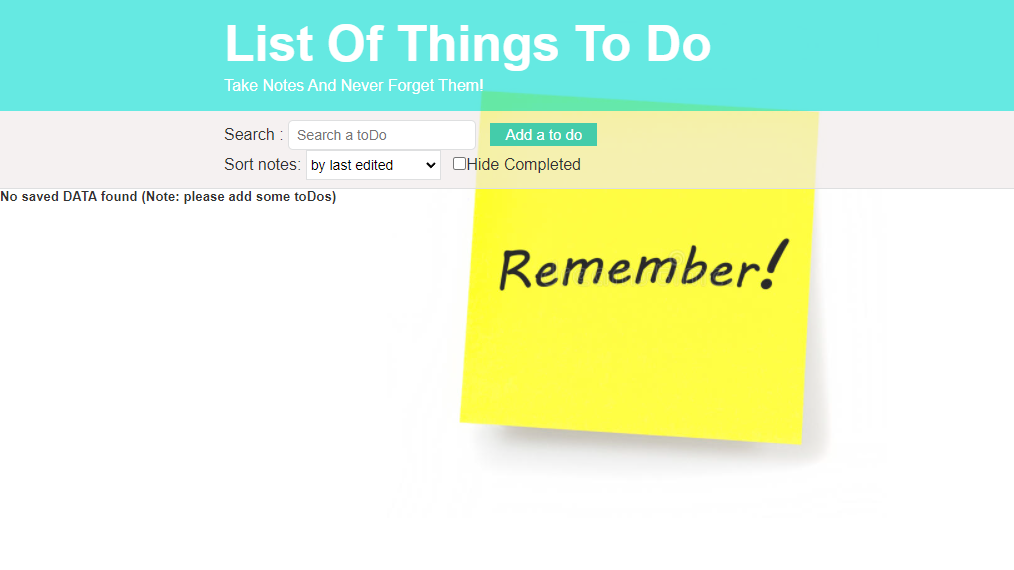 List Of Things To Do
Take Notes And Never Forget Them!
Search : Search a toDo Add a to do
Sort notes: by last edited Hide Completed
No saved DATA found (Note: please add some toDos)
Remember!